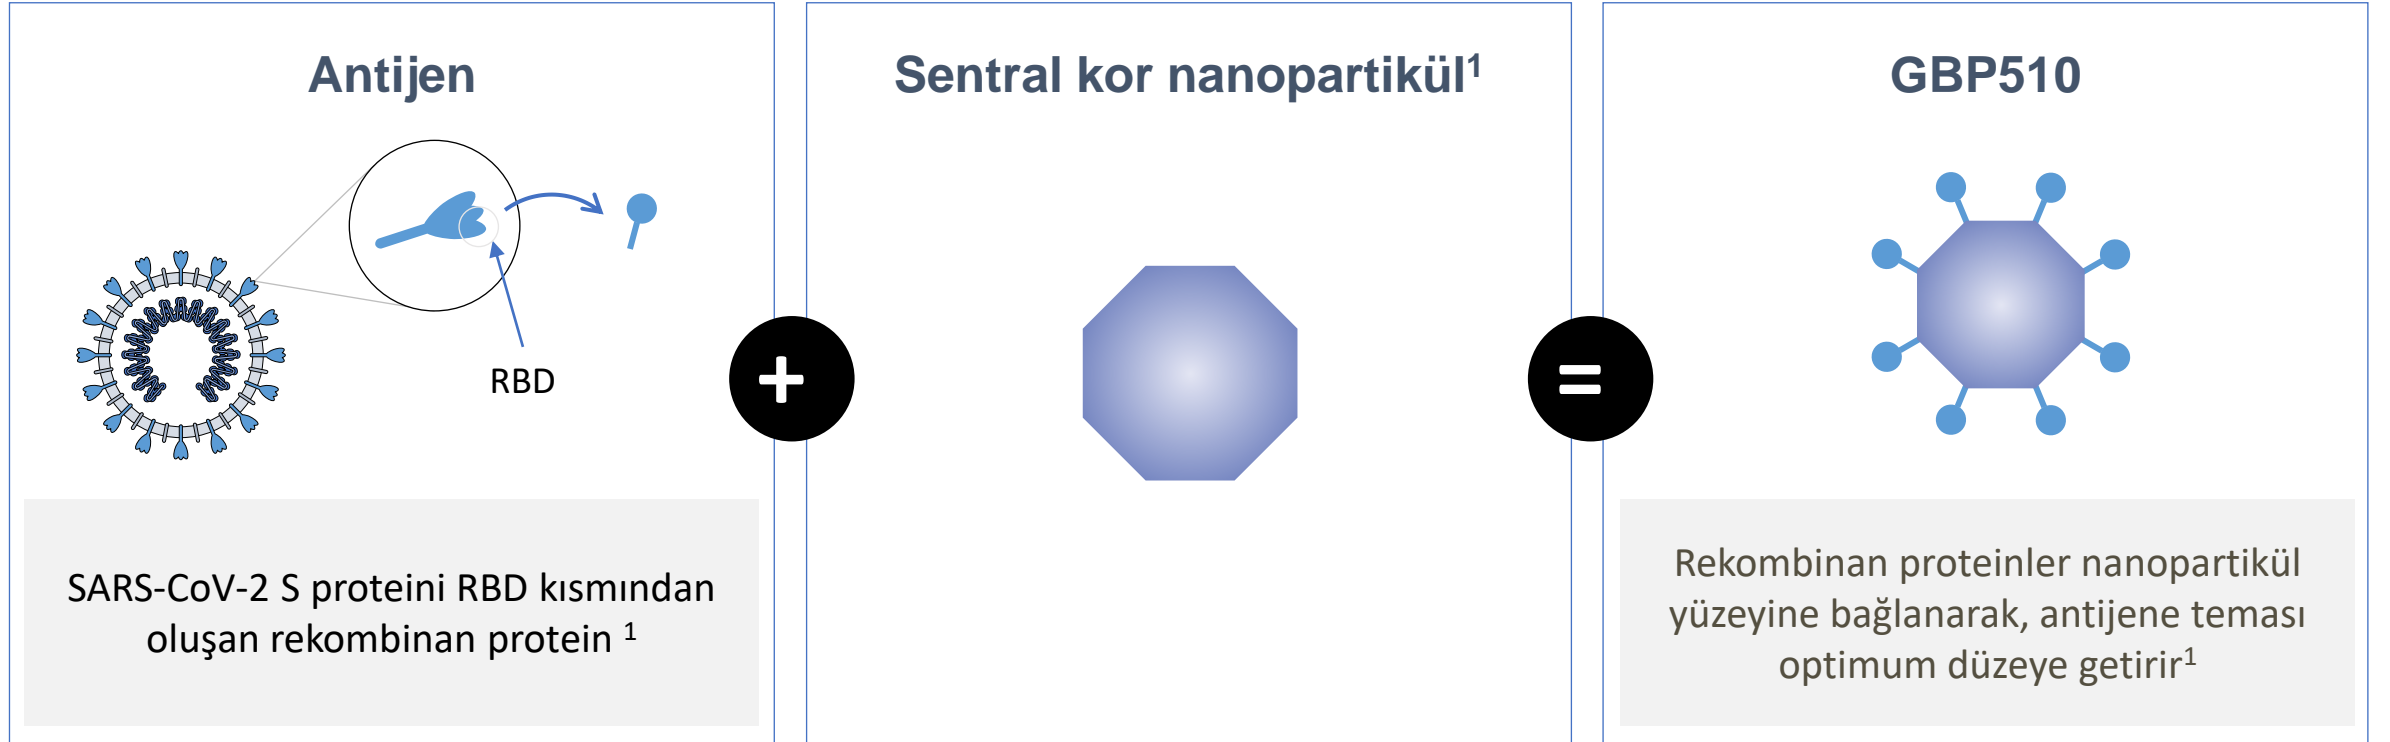 Antijen
RBD
SARS-CoV-2 S proteini RBD kısmından
oluşan rekombinan protein ¹
+
Sentral kor nanopartikül¹
=
GBP510
Rekombinan proteinler nanopartikül
yüzeyine bağlanarak, antijene teması
optimum düzeye getirir¹